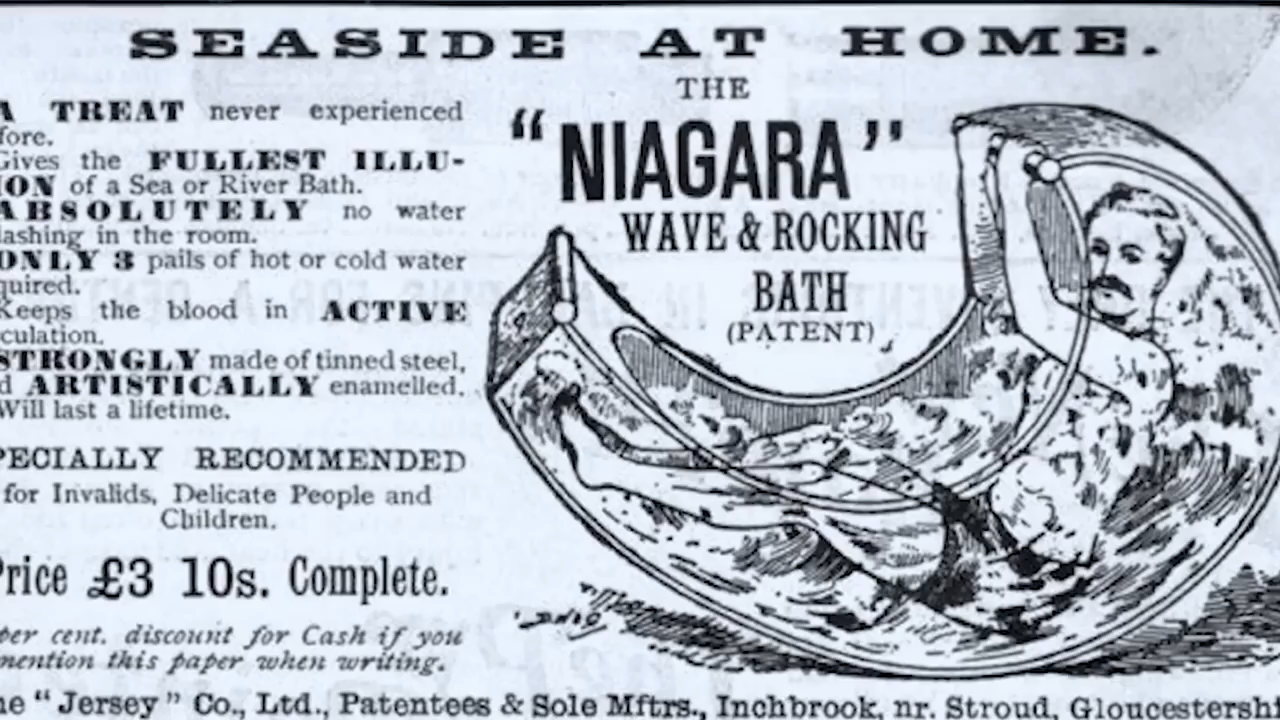 SEASIDE AT HOME.
THE
"NIAGARA"
WAVE & ROCKING
BATH
(PATENT)
A TREAT never experienced
fore.
Gives the FULLEST ILLU-
ION of a Sea or River Bath.
ABSOLUTELY no water
lashing in the room.
ONLY 3 pails of hot or cold water
quired.
Keeps the blood in ACTIVE
culation.
STRONGLY made of tinned steel,
d ARTISTICALLY enamelled.
Will last a lifetime.
PECIALLY RECOMMENDED
for Invalids, Delicate People and
Children.
Price £3 10s. Complete.
per cent. discount for Cash if you
mention this paper when writing.
he "Jersey" Co., Ltd., Patentees & Sole Mftrs., Inchbrook, nr. Stroud, Gloucestershi